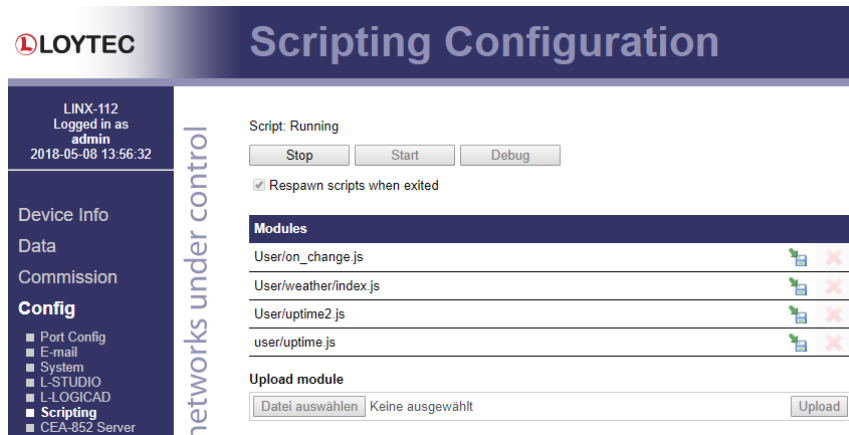 LOYTEC
Scripting Configuration
LINX-112
Logged in as
admin
2018-05-08 13:56:32
Device Info
Data
Commission
Config
Port Config
E-mail
System
L-STUDIO
L-LOGICAD
Scripting
CEA-852 Server
networks under control
Script: Running
Stop Start Debug
Respawn scripts when exited
Modules
User/on_change.js
User/weather/index.js
User/uptime2.js
user/uptime.js
Upload module
Datei auswählen Keine ausgewählt Upload